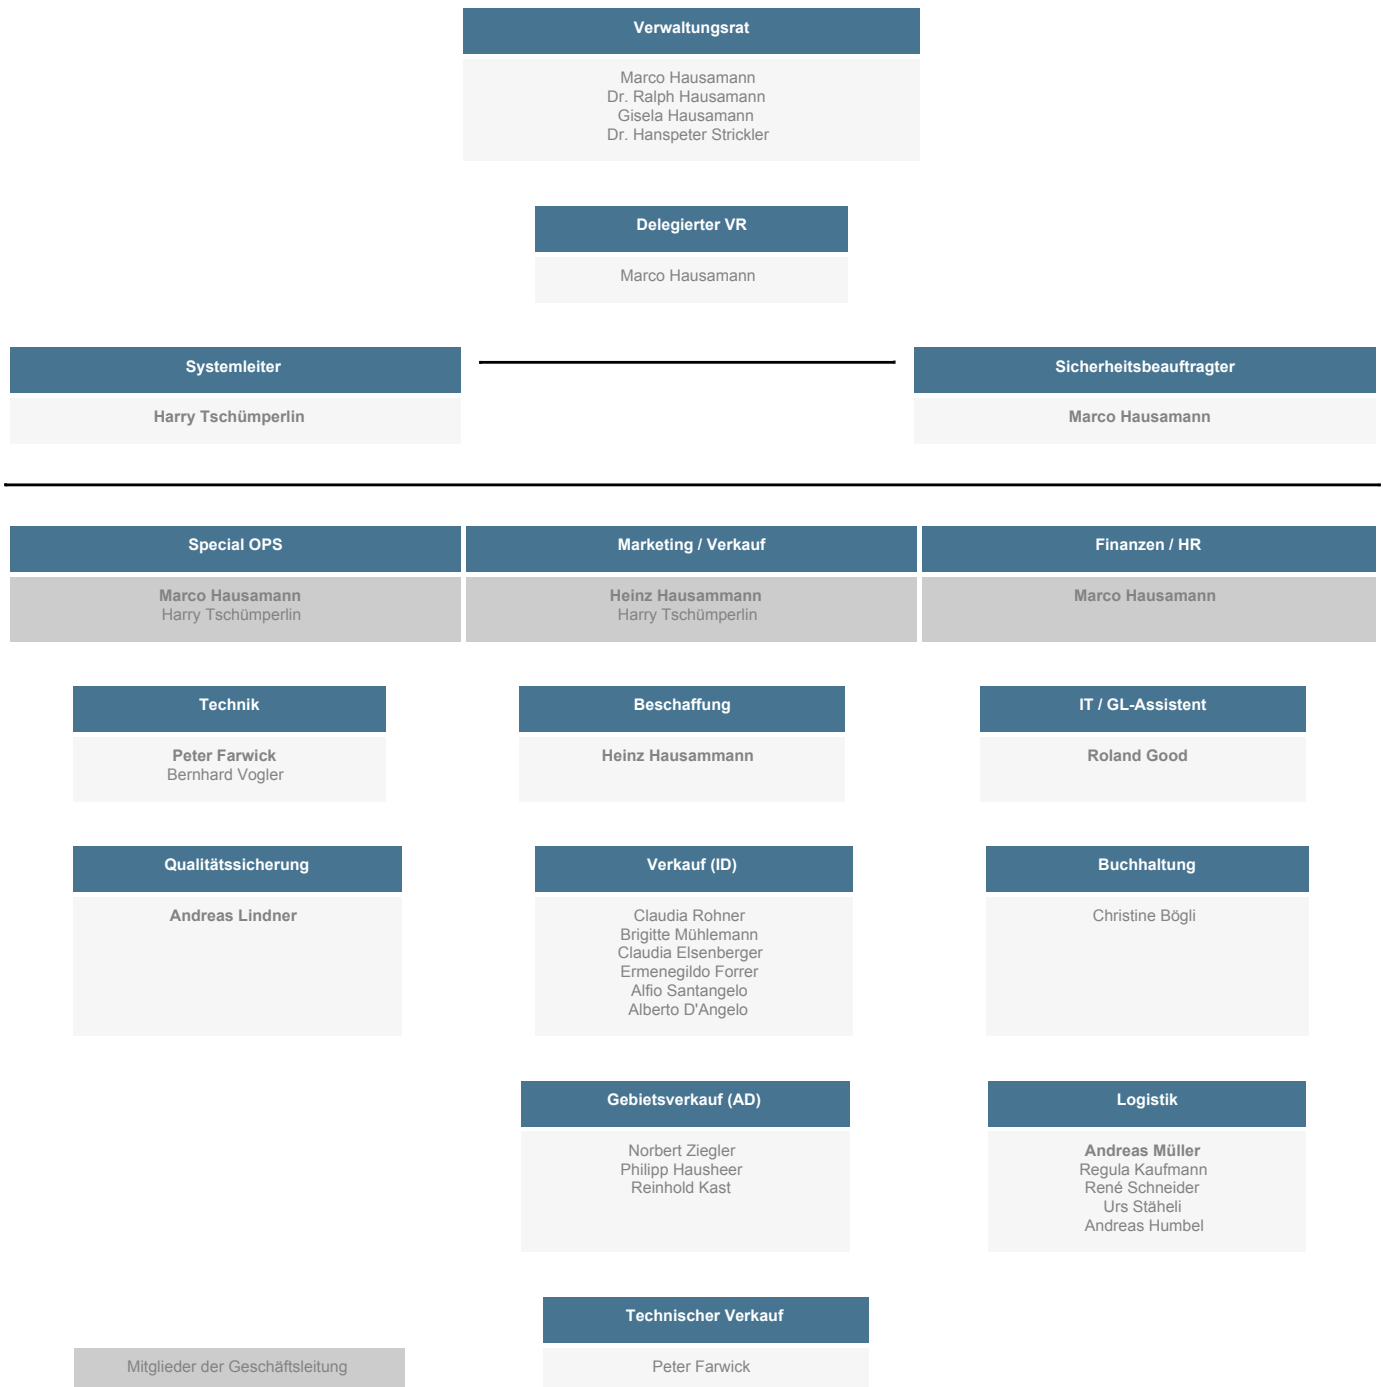 Verwaltungsrat
Marco Hausamann
Dr. Ralph Hausamann
Gisela Hausamann
Dr. Hanspeter Strickler
Delegierter VR
Marco Hausamann
Systemleiter
Harry Tschümperlin
Sicherheitsbeauftragter
Marco Hausamann
Special OPS
Marco Hausamann
Harry Tschümperlin
Marketing / Verkauf
Heinz Hausammann
Harry Tschümperlin
Finanzen / HR
Marco Hausamann
Technik
Peter Farwick
Bernhard Vogler
Beschaffung
Heinz Hausammann
IT / GL-Assistent
Roland Good
Qualitätssicherung
Andreas Lindner
Verkauf (ID)
Claudia Rohner
Brigitte Mühlemann
Claudia Elsenberger
Ermenegildo Forrer
Alfio Santangelo
Alberto D'Angelo
Buchhaltung
Christine Bögli
Gebietsverkauf (AD)
Norbert Ziegler
Philipp Hausheer
Reinhold Kast
Logistik
Andreas Müller
Regula Kaufmann
René Schneider
Urs Stäheli
Andreas Humbel
Technischer Verkauf
Peter Farwick
Mitglieder der Geschäftsleitung